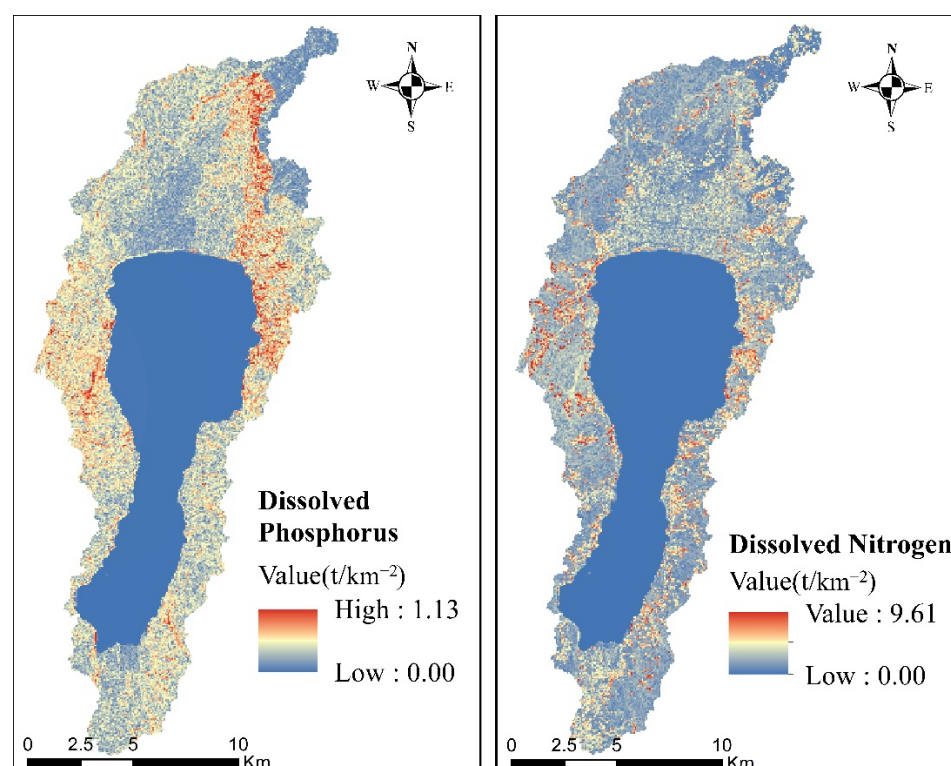 N
W E
S
Dissolved
Phosphorus
Value(t/km⁻²)
High : 1.13
Low : 0.00
0 2.5 5 10
Km
N
W E
S
Dissolved Nitrogen
Value(t/km⁻²)
Value : 9.61
Low : 0.00
0 2.5 5 10
Km